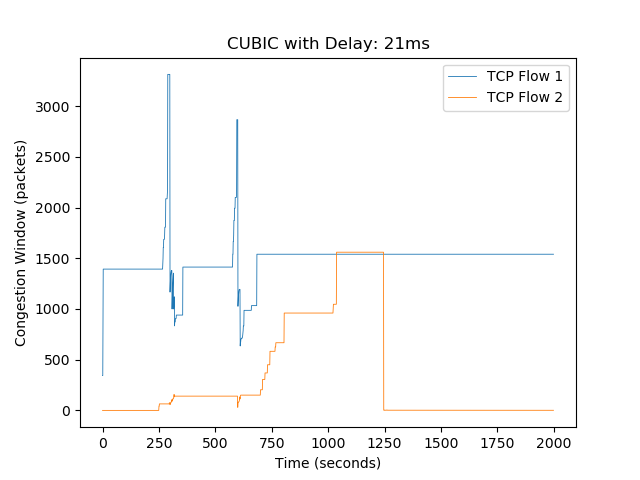 CUBIC with Delay: 21ms
TCP Flow 1
TCP Flow 2
Congestion Window (packets)
3000
2500
2000
1500
1000
500
0
0 250 500 750 1000 1250 1500 1750 2000
Time (seconds)